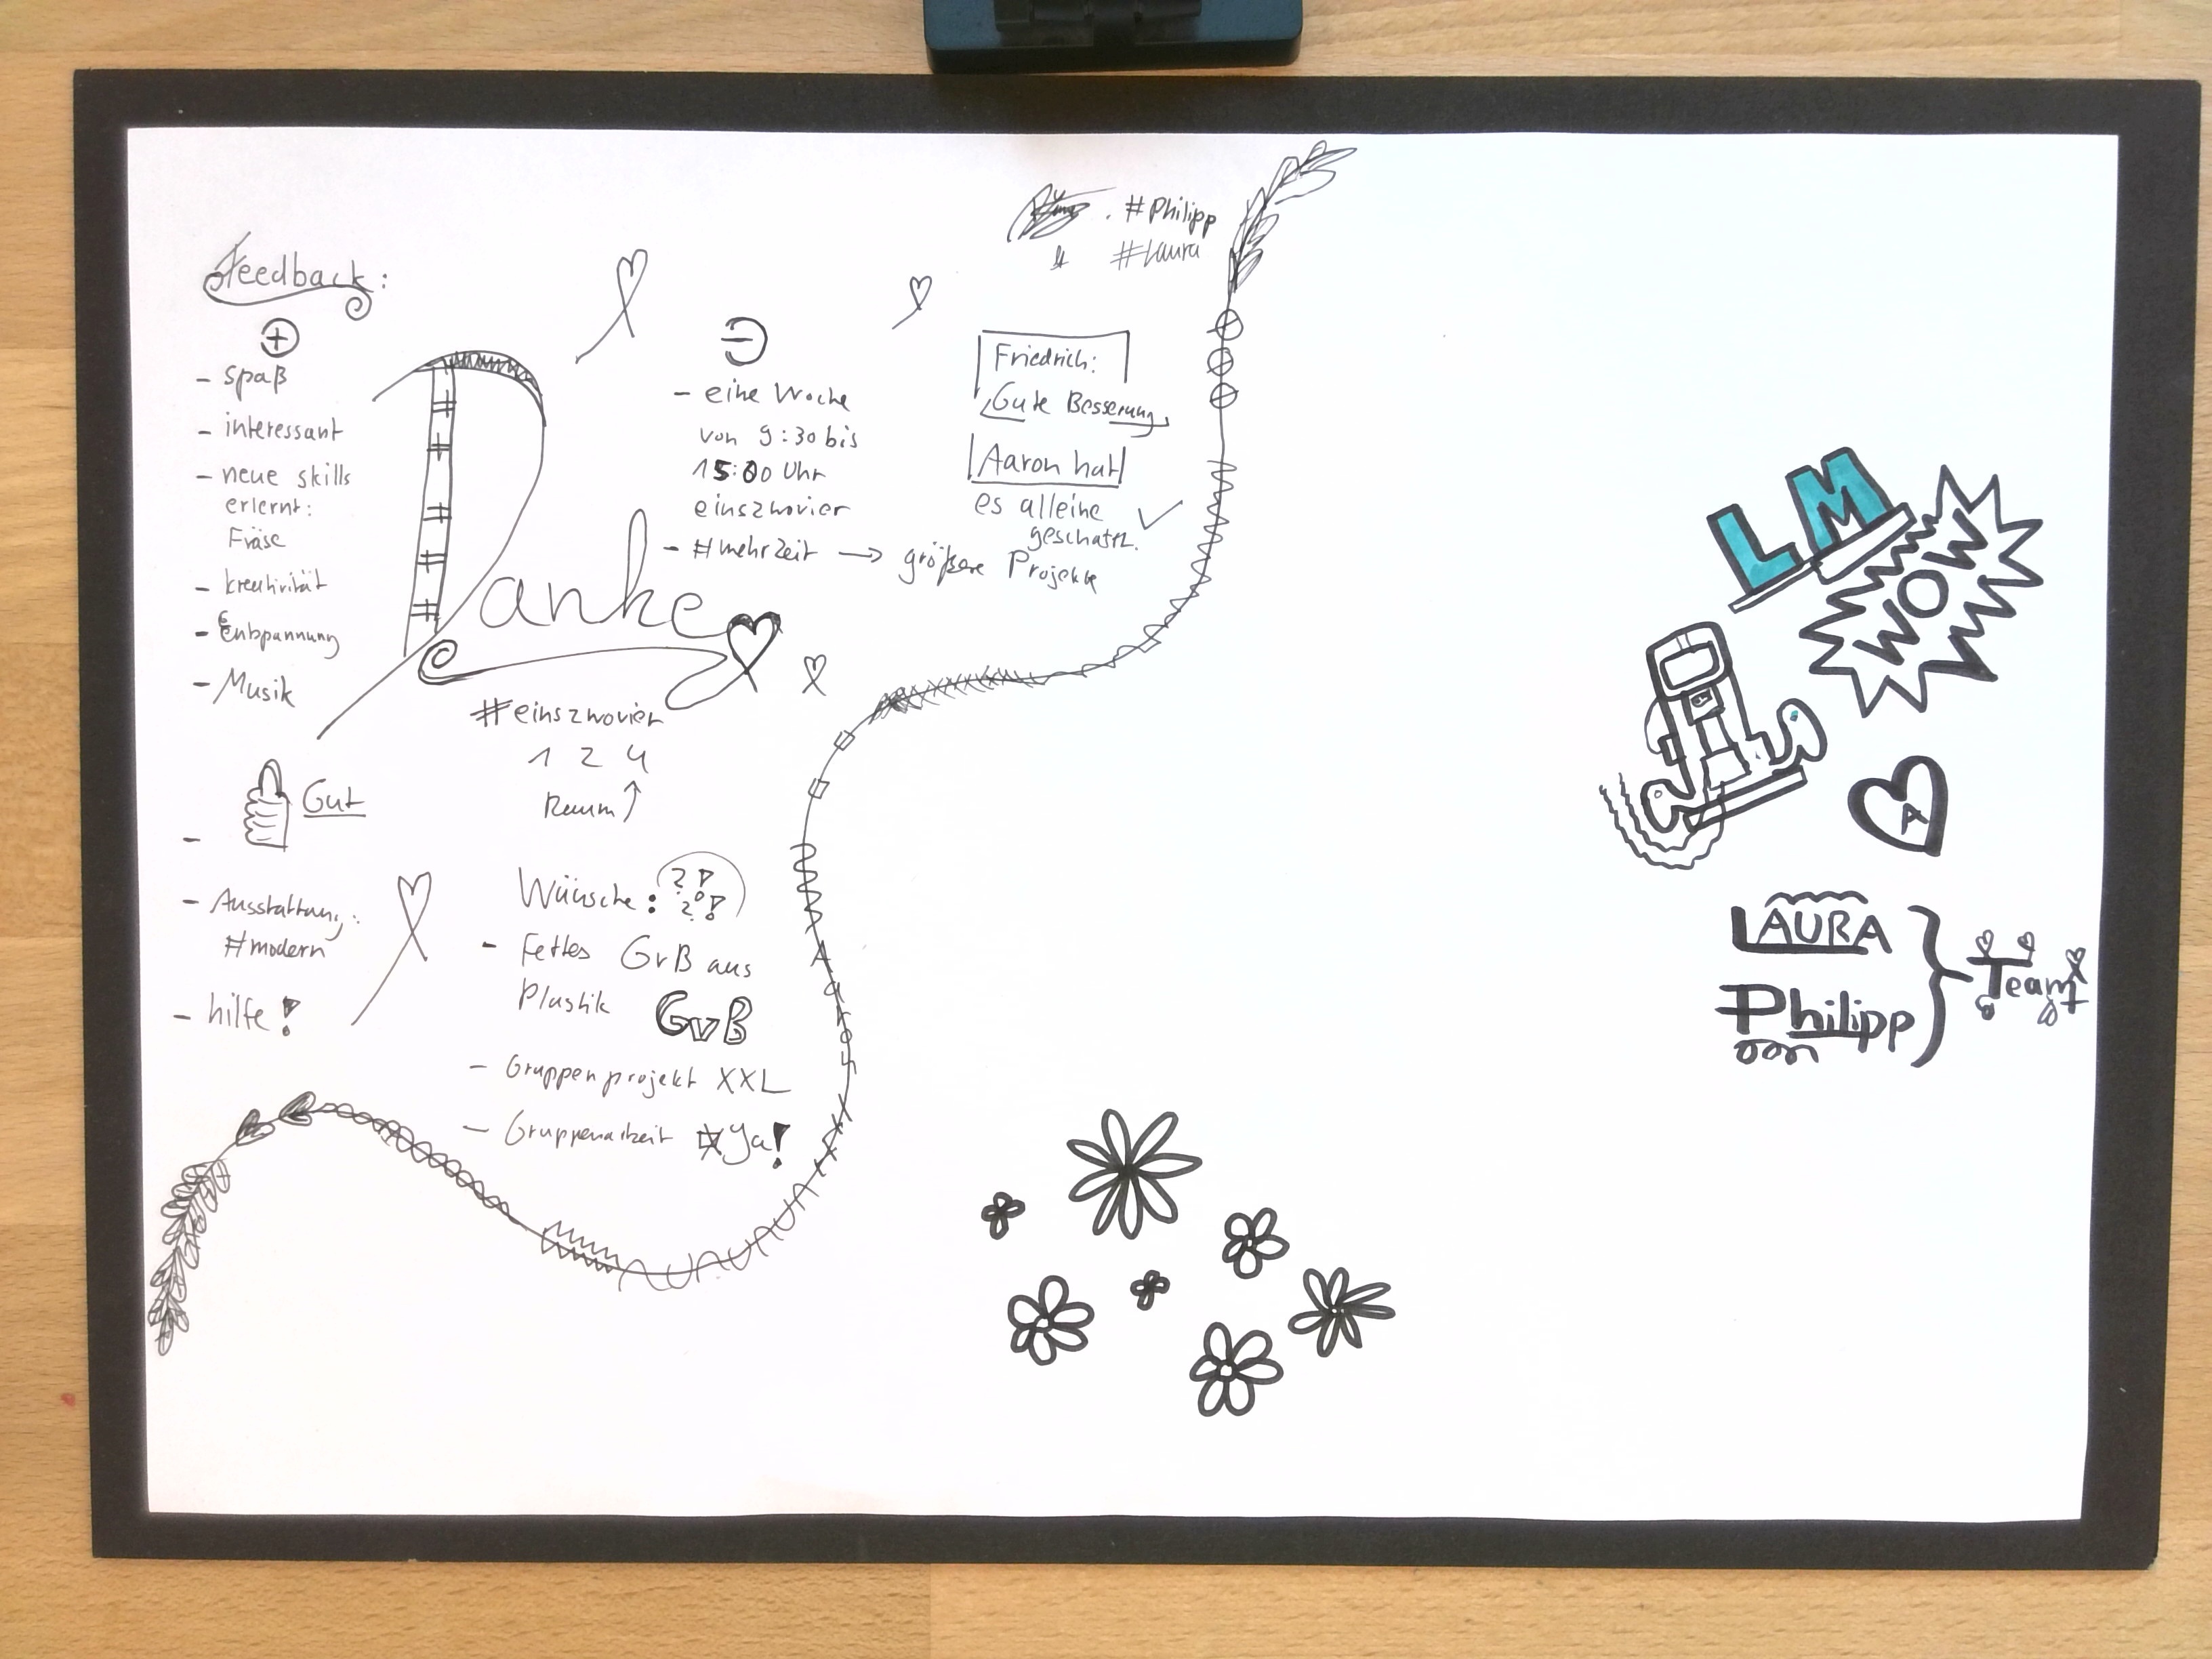 #Philipp
#Laura
Feedback:
+
- Spaß
- interessant
- neue skills
erlernt:
Fräse
- kreativität
- Entspannung
- Musik
Gut
-
- Ausstattung:
#modern
- hilfe!
Danke
#einszwovier
1 2 4
Raum
-
- eine Woche
von 9:30 bis
15:00 Uhr
einszwovier
- #mehrZeit → größere Projekte
Friedrich:
Gute Besserung
Aaron hat
es alleine
geschafft.
Wünsche: ?!?!
- Fettes GvB aus
Plastik GvB
- Gruppenprojekt XXL
- Gruppenarbeit Ja!
LM
WOW
A
LAURA
Philipp
Team